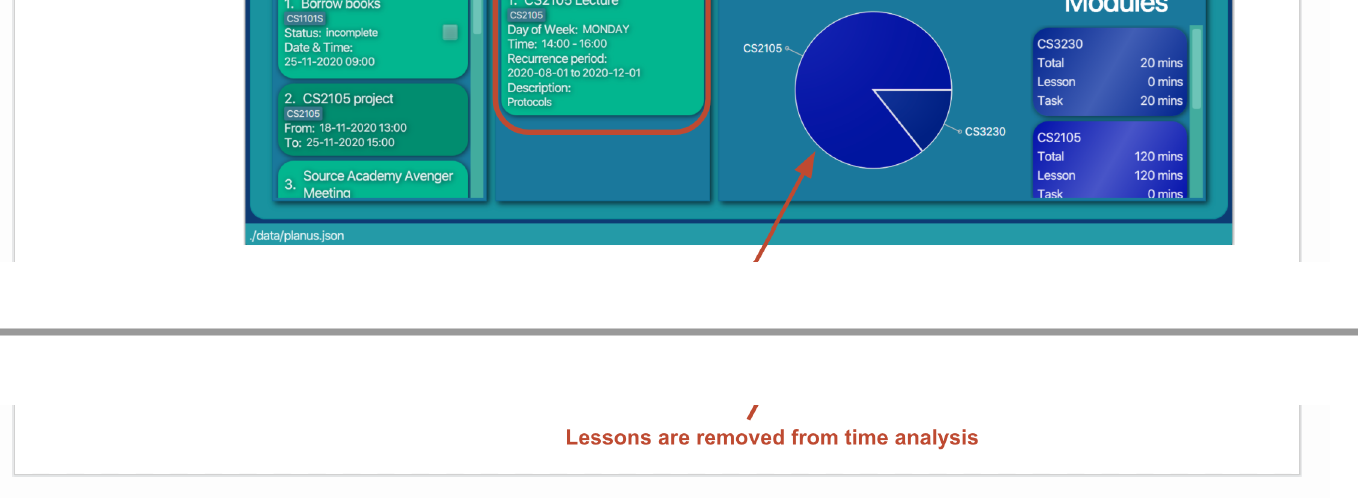 1. Borrow books
CS1101S
Status: incomplete
Date & Time:
25-11-2020 09:00
2. CS2105 project
CS2105
From: 18-11-2020 13:00
To: 25-11-2020 15:00
3. Source Academy Avenger
Meeting
1. CS2105 Lecture
CS2105
Day of Week: MONDAY
Time: 14:00 - 16:00
Recurrence period:
2020-08-01 to 2020-12-01
Description:
Protocols
CS2105
CS3230
Modules
CS3230
Total 20 mins
Lesson 0 mins
Task 20 mins
CS2105
Total 120 mins
Lesson 120 mins
Task 0 mins
./data/planus.json
Lessons are removed from time analysis